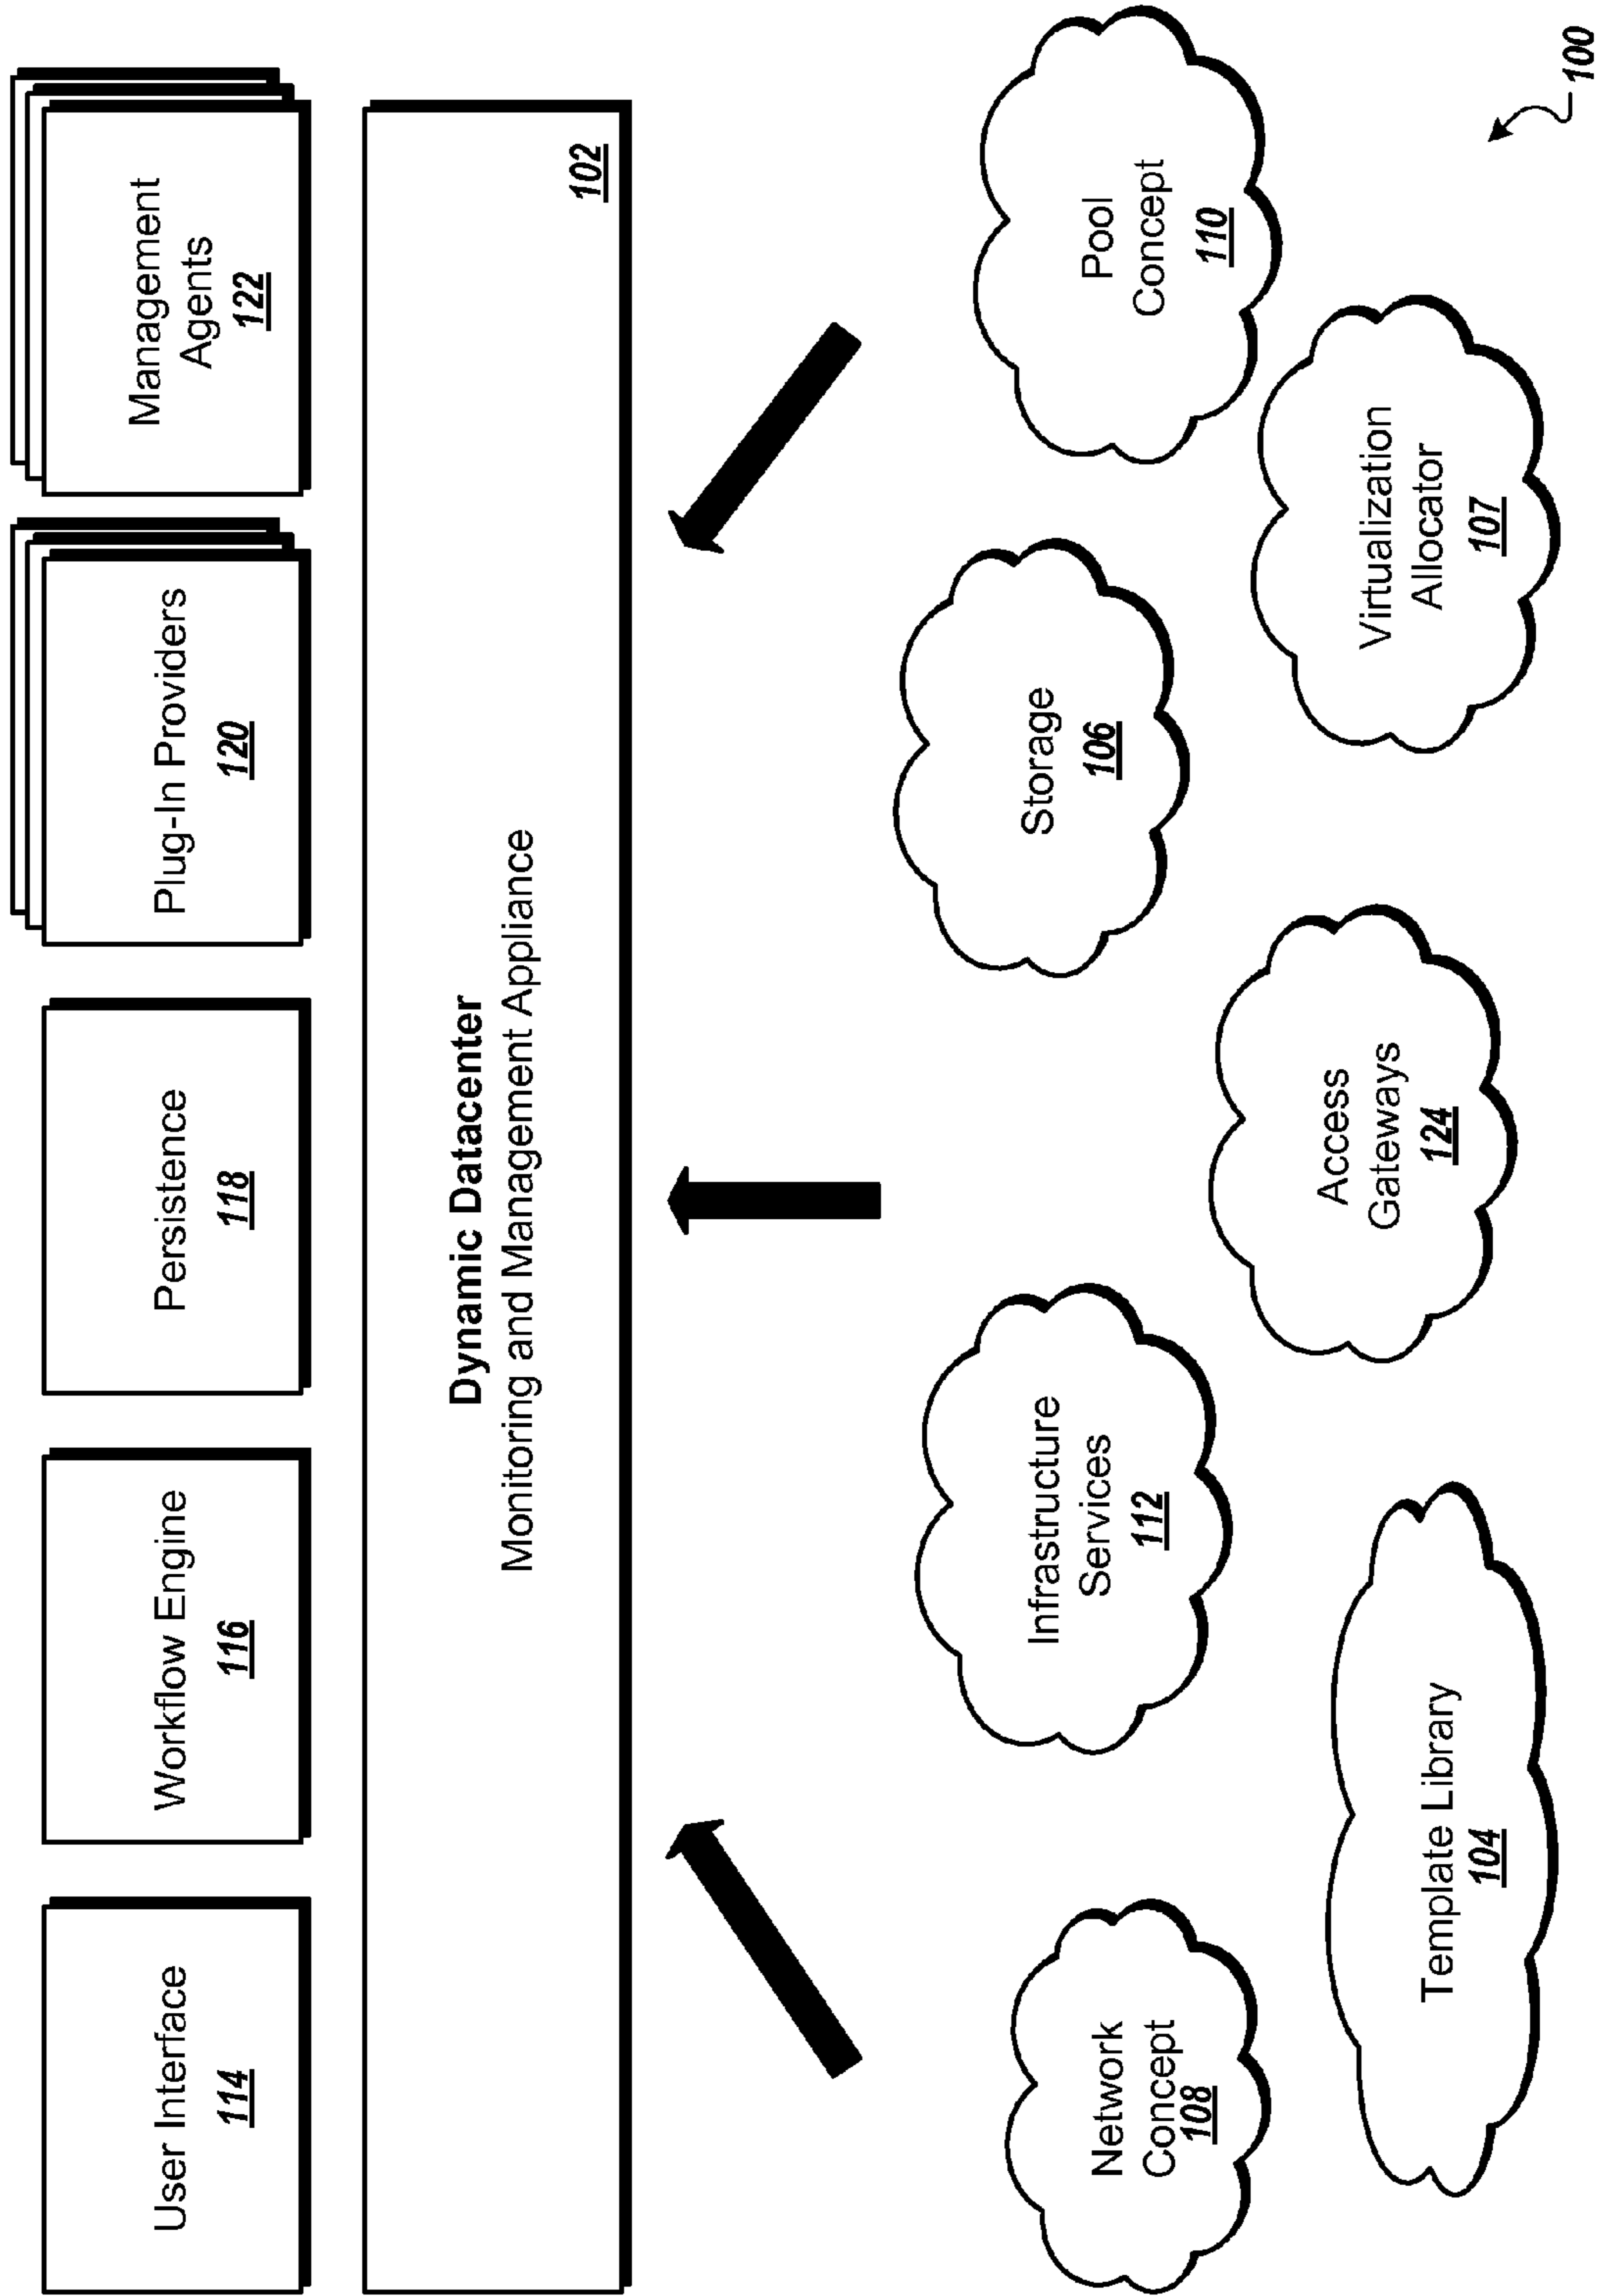 User Interface
114
Workflow Engine
116
Persistence
118
Plug-In Providers
120
Management
Agents
122
Dynamic Datacenter
Monitoring and Management Appliance
102
Network
Concept
108
Infrastructure
Services
112
Storage
106
Pool
Concept
110
Template Library
104
Access
Gateways
124
Virtualization
Allocator
107
100